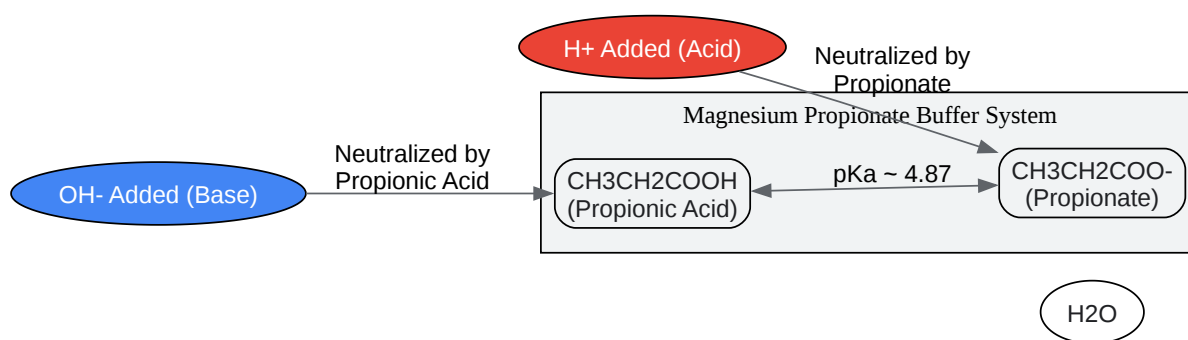 H+ Added (Acid)
Neutralized by
Propionate
Magnesium Propionate Buffer System
OH- Added (Base)
Neutralized by
Propionic Acid
CH3CH2COOH
(Propionic Acid)
pKa ~ 4.87
CH3CH2COO-
(Propionate)
H2O